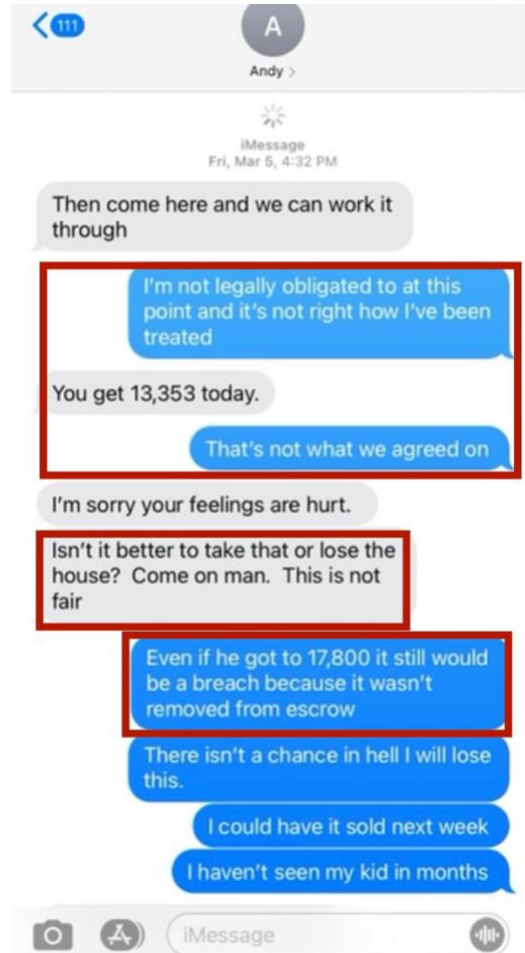 111
A
Andy >
iMessage
Fri, Mar 5, 4:32 PM
Then come here and we can work it
through
I'm not legally obligated to at this
point and it's not right how I've been
treated
You get 13,353 today.
That's not what we agreed on
I'm sorry your feelings are hurt.
Isn't it better to take that or lose the
house? Come on man. This is not
fair
Even if he got to 17,800 it still would
be a breach because it wasn't
removed from escrow
There isn't a chance in hell I will lose
this.
I could have it sold next week
I haven't seen my kid in months
iMessage